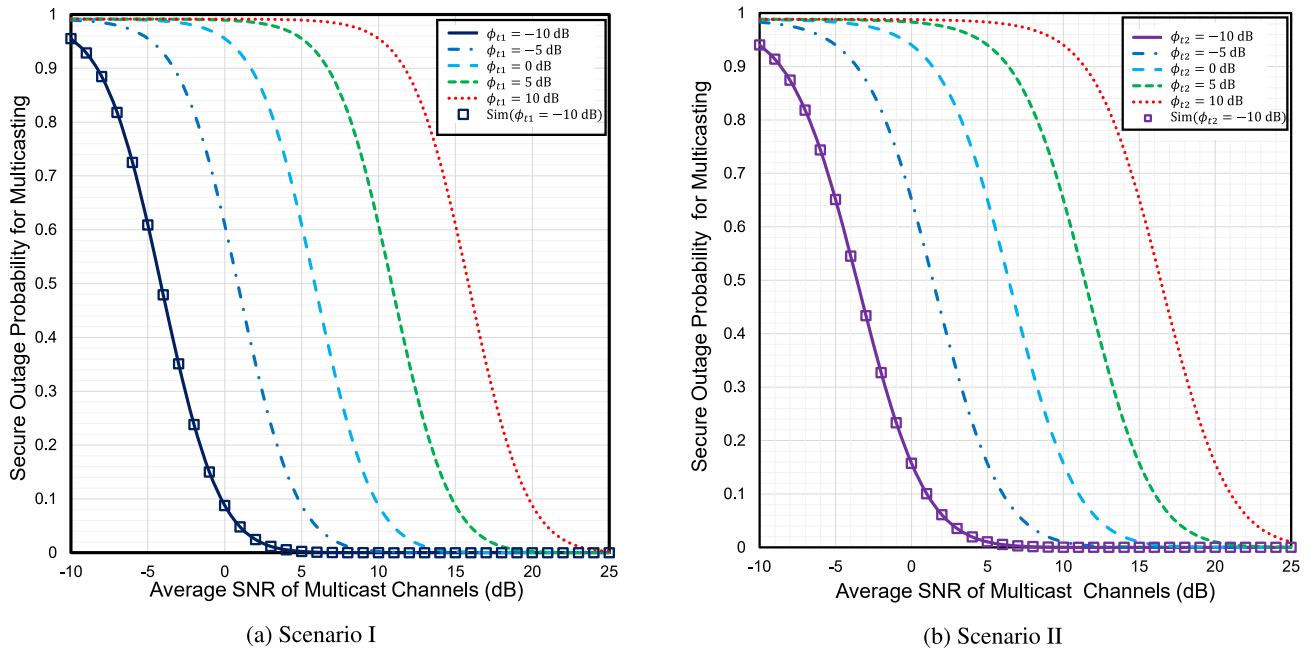 Secure Outage Probability for Multicasting
1
0.9
0.8
0.7
0.6
0.5
0.4
0.3
0.2
0.1
0
-10
-5
0
5
10
15
20
25
Average SNR of Multicast Channels (dB)
ϕt1 = −10 dB
ϕt1 = −5 dB
ϕt1 = 0 dB
ϕt1 = 5 dB
ϕt1 = 10 dB
Sim(ϕt1 = −10 dB)
(a) Scenario I
Secure Outage Probability for Multicasting
1
0.9
0.8
0.7
0.6
0.5
0.4
0.3
0.2
0.1
0
-10
-5
0
5
10
15
20
25
Average SNR of Multicast Channels (dB)
ϕt2 = −10 dB
ϕt2 = −5 dB
ϕt2 = 0 dB
ϕt2 = 5 dB
ϕt2 = 10 dB
Sim(ϕt2 = −10 dB)
(b) Scenario II